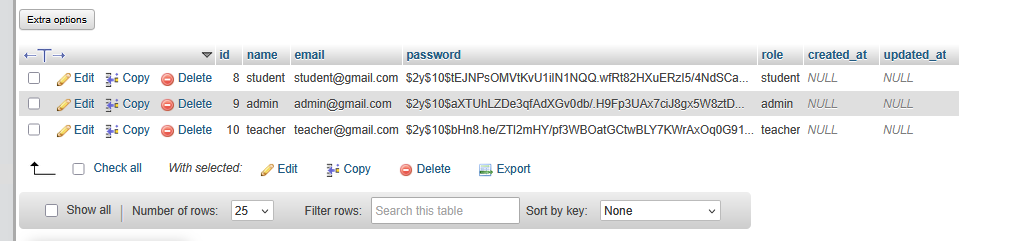 Extra options
id name email password role created_at updated_at
Edit Copy Delete 8 student student@gmail.com $2y$10$tEJNPsOMVtKvU1iIN1NQQ.wfRt82HXuERzI5/4NdSCa... student NULL NULL
Edit Copy Delete 9 admin admin@gmail.com $2y$10$aXTUhLZDe3qfAdXGv0db/.H9Fp3UAx7ciJ8gx5W8ztD... admin NULL NULL
Edit Copy Delete 10 teacher teacher@gmail.com $2y$10$bHn8.he/ZTI2mHY/pf3WBOatGCtwBLY7KWrAxOq0G91... teacher NULL NULL
Check all With selected: Edit Copy Delete Export
Show all Number of rows: 25 Filter rows: Search this table Sort by key: None